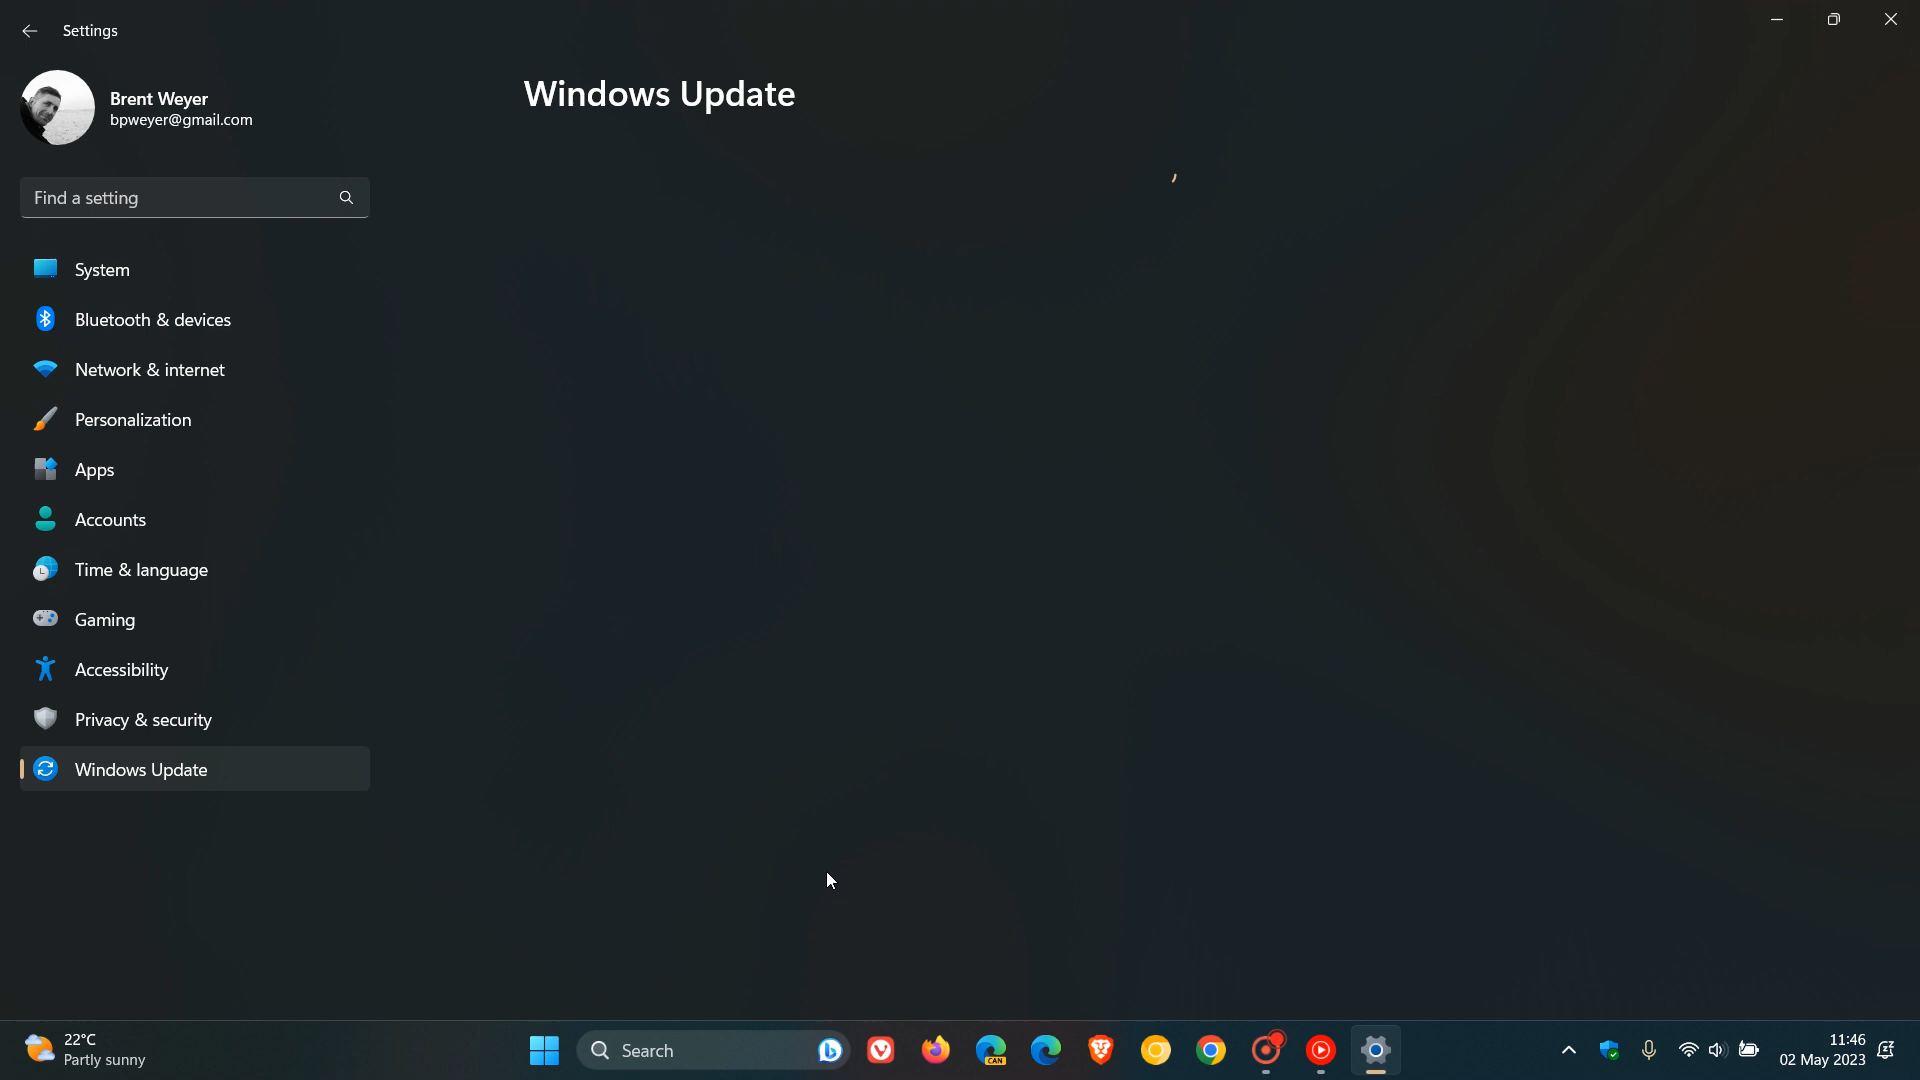 Settings
Brent Weyer
bpweyer@gmail.com
Windows Update
Find a setting
System
Bluetooth & devices
Network & internet
Personalization
Apps
Accounts
Time & language
Gaming
Accessibility
Privacy & security
Windows Update
22°C
Partly sunny
Search
CAN
11:46
02 May 2023